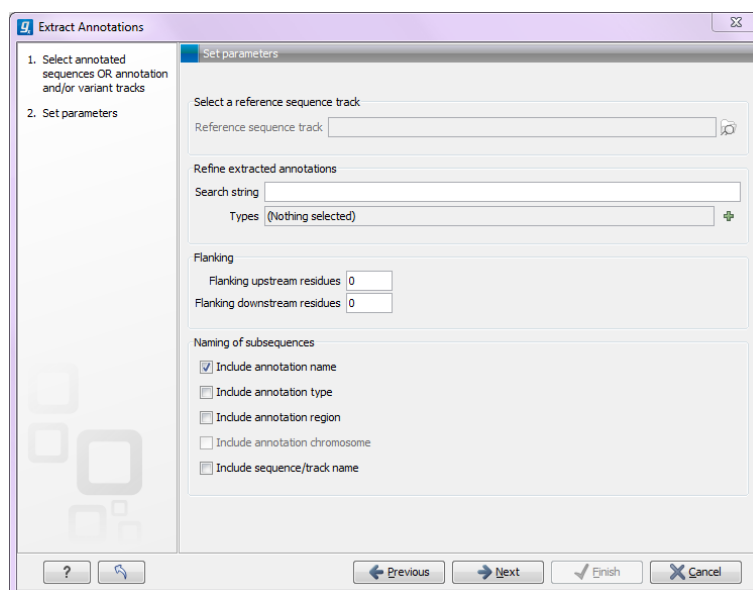 Extract Annotations
1. Select annotated
sequences OR annotation
and/or variant tracks
2. Set parameters
Set parameters
Select a reference sequence track
Reference sequence track
Refine extracted annotations
Search string
Types (Nothing selected)
Flanking
Flanking upstream residues 0
Flanking downstream residues 0
Naming of subsequences
Include annotation name
Include annotation type
Include annotation region
Include annotation chromosome
Include sequence/track name
? Previous Next Finish Cancel